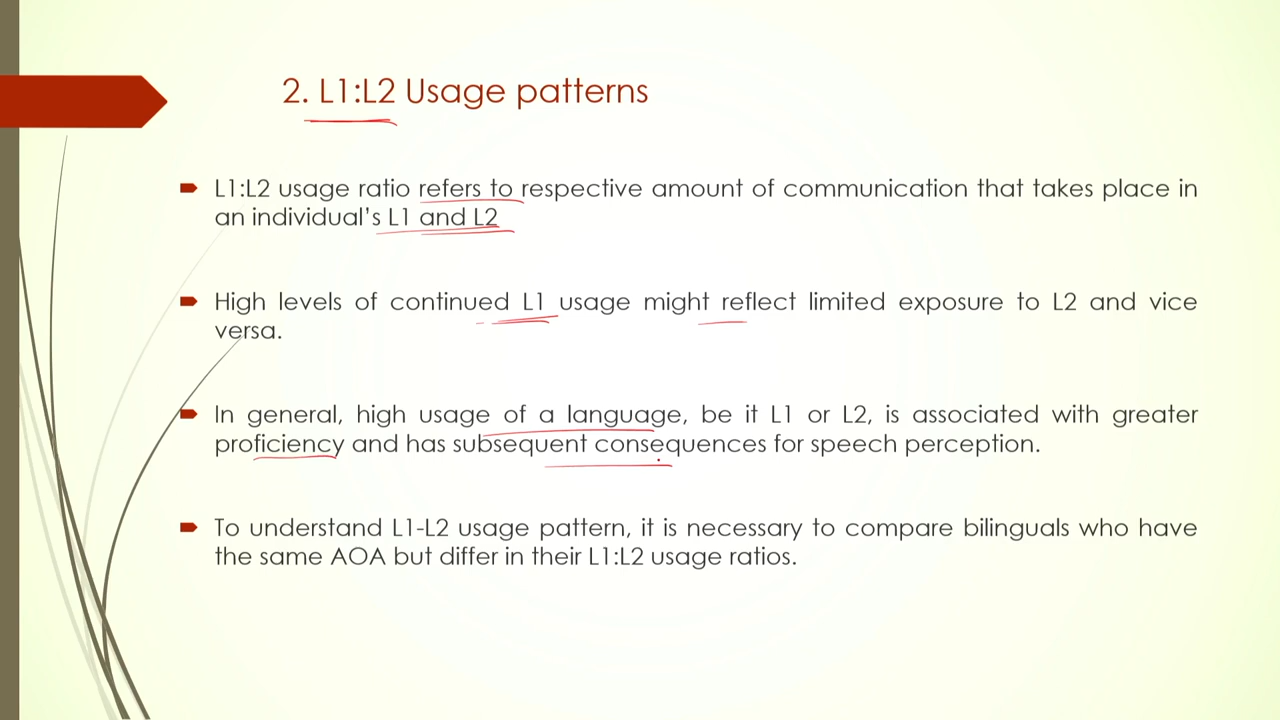 2. L1:L2 Usage patterns
L1:L2 usage ratio refers to respective amount of communication that takes place in
an individual's L1 and L2
High levels of continued L1 usage might reflect limited exposure to L2 and vice
versa.
In general, high usage of a language, be it L1 or L2, is associated with greater
proficiency and has subsequent consequences for speech perception.
To understand L1-L2 usage pattern, it is necessary to compare bilinguals who have
the same AOA but differ in their L1:L2 usage ratios.